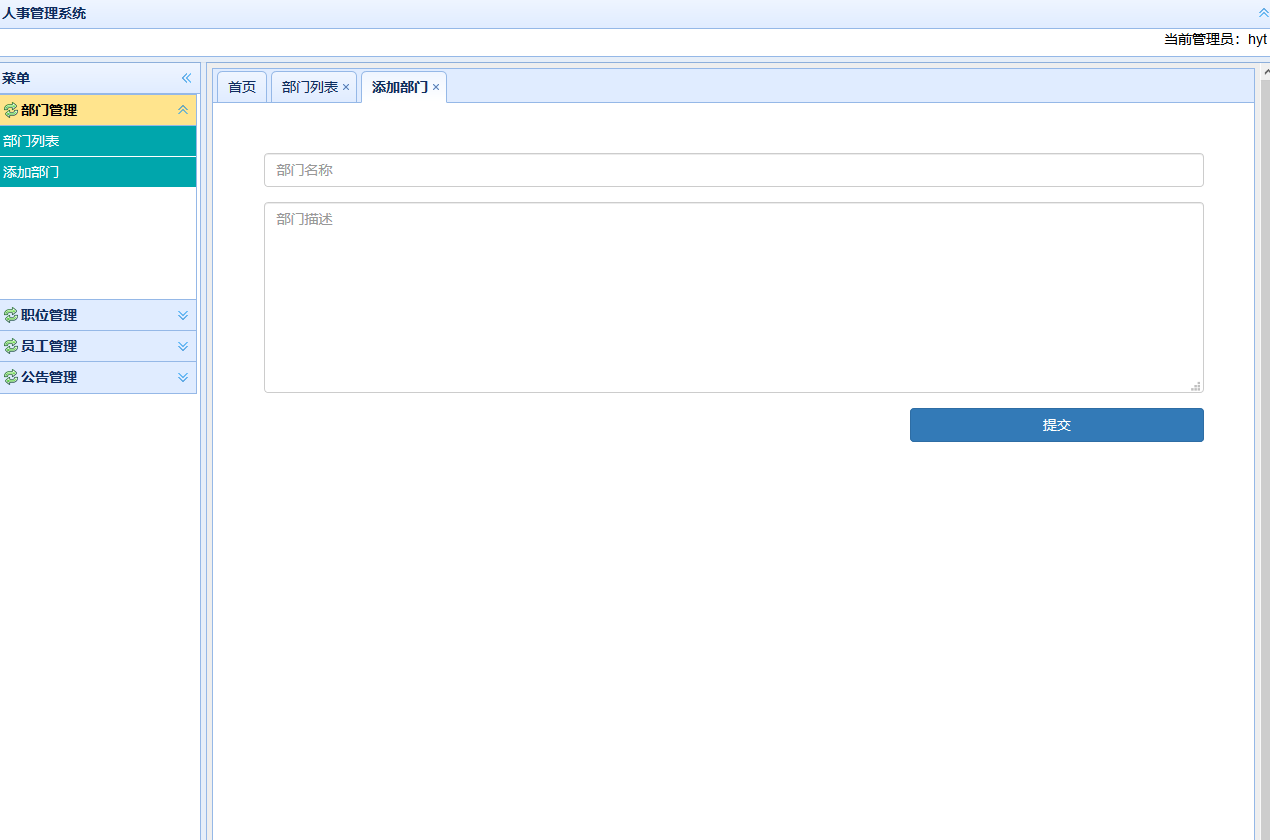 人事管理系统
当前管理员：hyt
菜单
首页 部门列表 × 添加部门 ×
部门管理
部门列表
添加部门
部门名称
部门描述
职位管理
员工管理
公告管理
提交